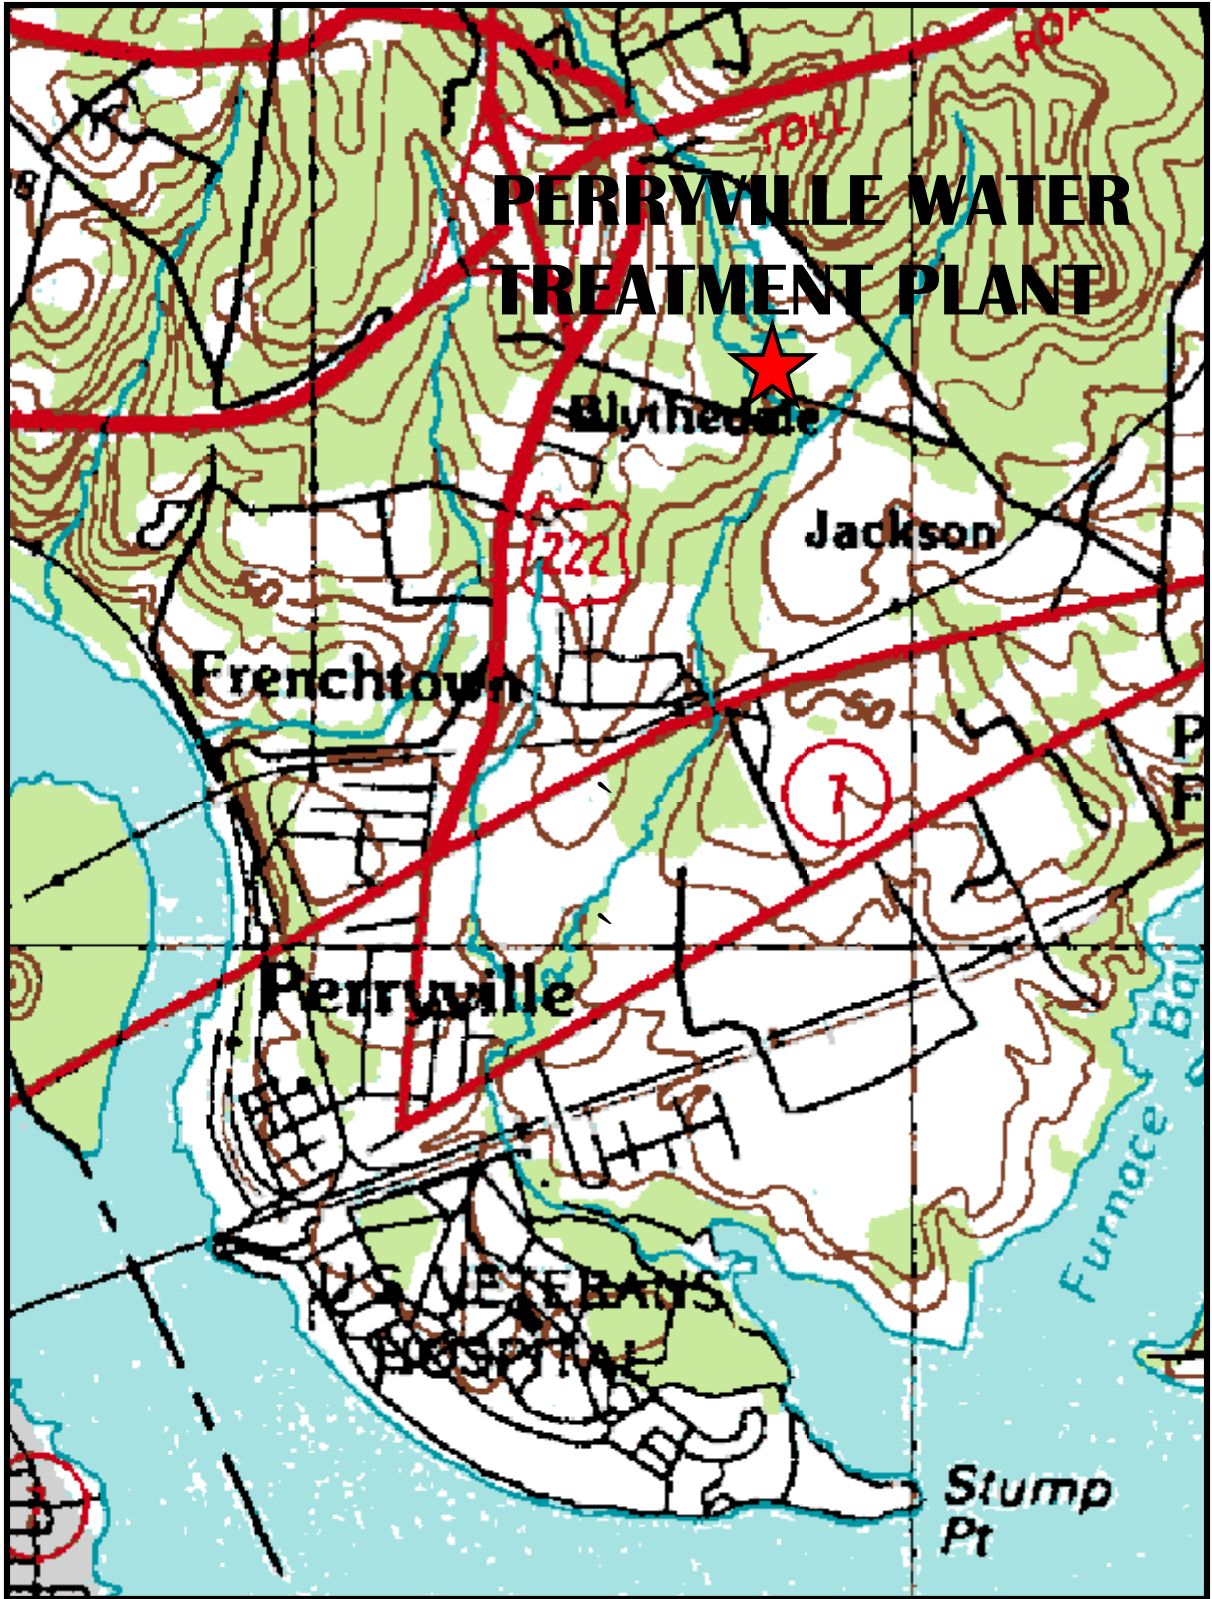 ROAD
TOLL
PERRYVILLE WATER
TREATMENT PLANT
Blythedale
Jackson
222
50
Frenchtown
50
7
P
F
Perryville
Furnace Bay
U S VETERANS
HOSPITAL
Stump
Pt